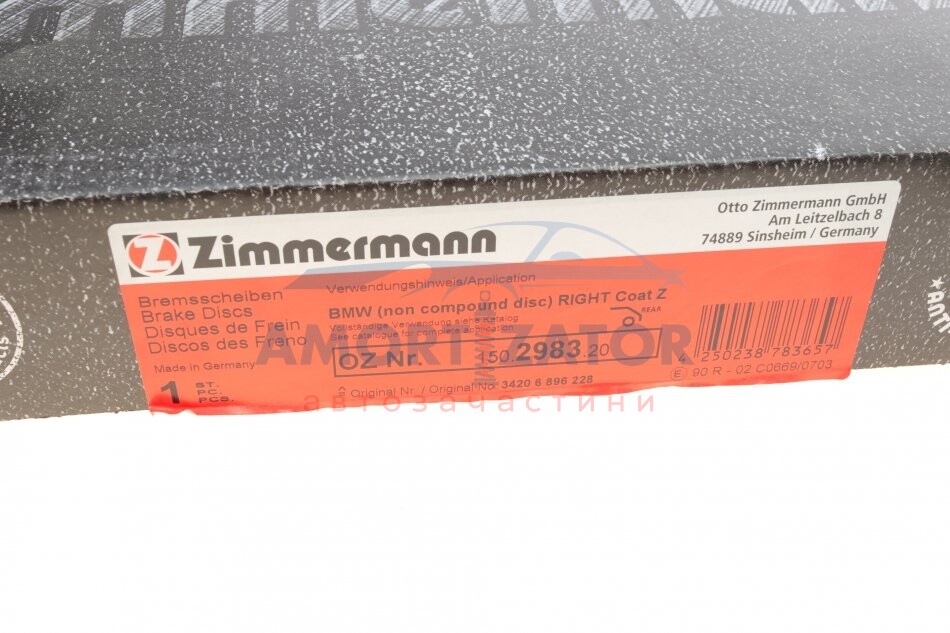 Zimmermann
Otto Zimmermann GmbH
Am Leitzelbach 8
74889 Sinsheim / Germany
Bremsscheiben
Brake Discs
Disques de Frein
Discos des Freno
Made in Germany
1 ST. PC. PCS.
Verwendungshinweis/Application
BMW (non compound disc) RIGHT Coat Z
Vollständige Verwendung siehe Katalog
See catalogue for complete application
REAR
OZ Nr. 150.2983.20
≙ Original Nr. / Original No. 3420 6 896 228
4 250238 783657
E 90 R - 02 C0669/0703
AMORTIZATOR
автозачастини